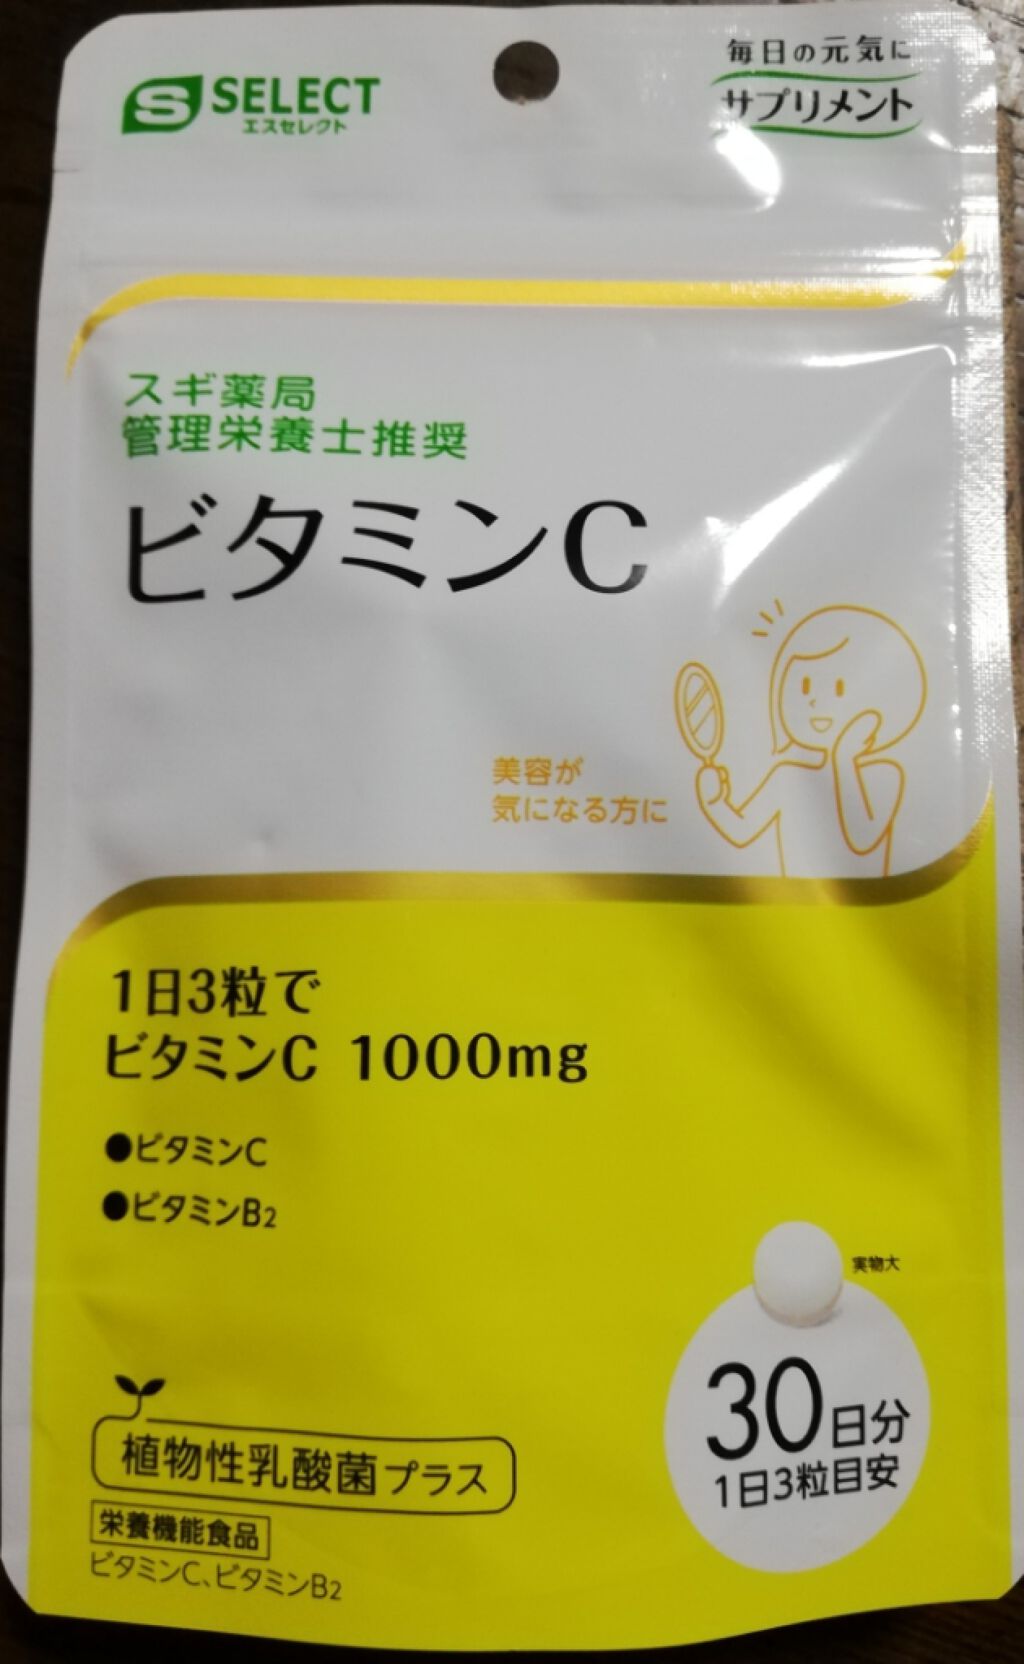 SELECT
エスセレクト
毎日の元気に
サプリメント
スギ薬局
管理栄養士推奨
ビタミンC
美容が
気になる方に
1日3粒で
ビタミンC 1000mg
●ビタミンC
●ビタミンB2
実物大
30日分
1日3粒目安
植物性乳酸菌プラス
栄養機能食品
ビタミンC、ビタミンB2